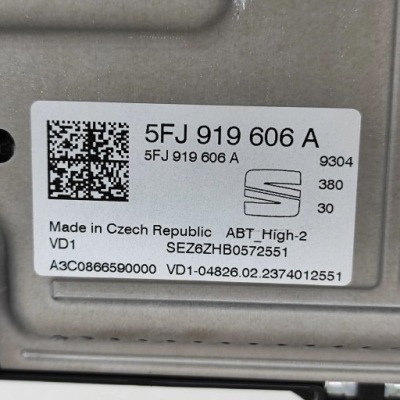 5FJ 919 606 A
5FJ 919 606 A 9304
380
30
Made in Czech Republic ABT_High-2
VD1 SEZ6ZHB0572551
A3C0866590000 VD1-04826.02.2374012551